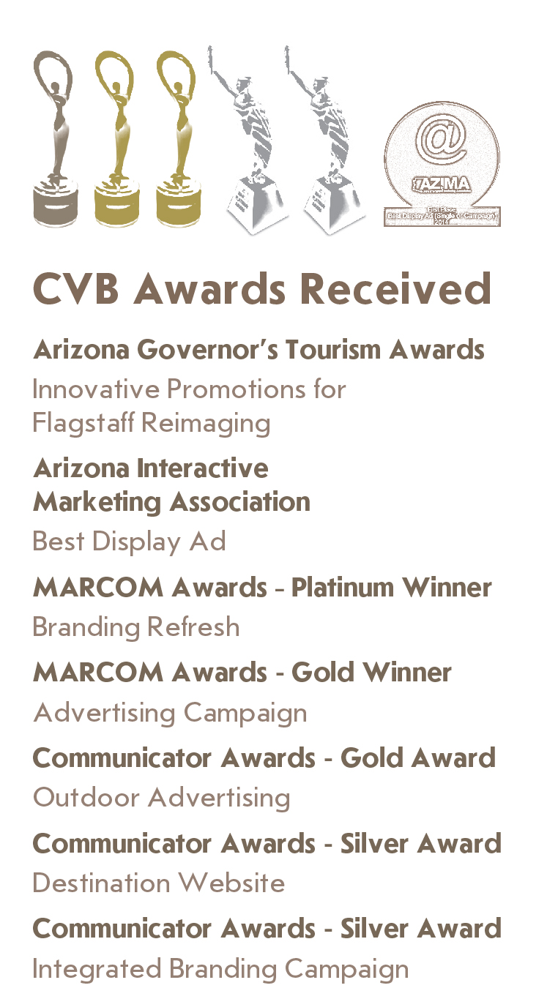 @
AZIMA
First Place
Best Display Ad (Single or Campaign)
CVB Awards Received
Arizona Governor’s Tourism Awards
Innovative Promotions for
Flagstaff Reimaging
Arizona Interactive
Marketing Association
Best Display Ad
MARCOM Awards - Platinum Winner
Branding Refresh
MARCOM Awards - Gold Winner
Advertising Campaign
Communicator Awards - Gold Award
Outdoor Advertising
Communicator Awards - Silver Award
Destination Website
Communicator Awards - Silver Award
Integrated Branding Campaign